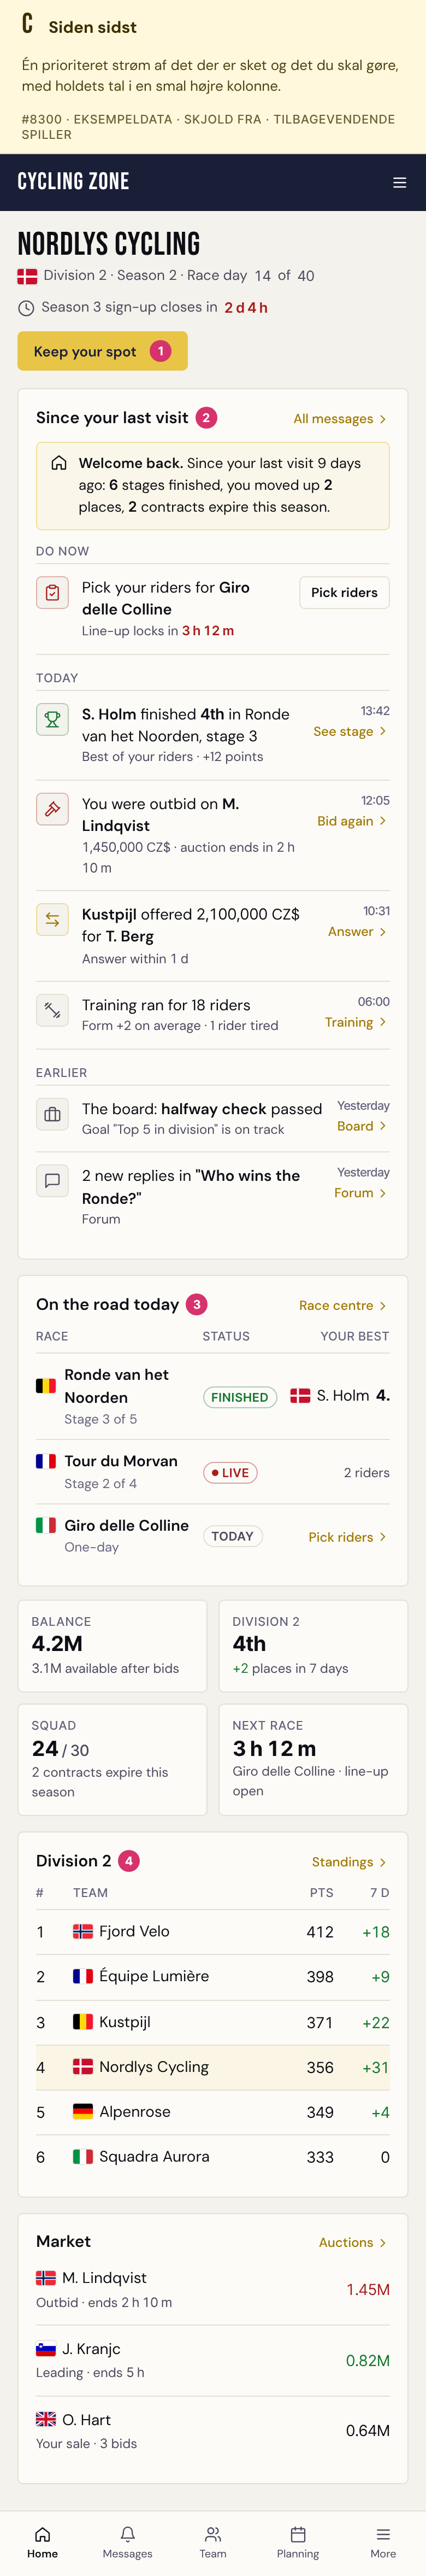 C Siden sidst
Én prioriteret strøm af det der er sket og det du skal gøre,
med holdets tal i en smal højre kolonne.
#8300 · EKSEMPELDATA · SKJOLD FRA · TILBAGEVENDENDE
SPILLER
CYCLING ZONE
NORDLYS CYCLING
Division 2 · Season 2 · Race day 14 of 40
Season 3 sign-up closes in 2 d 4 h
Keep your spot 1
Since your last visit 2 All messages
Welcome back. Since your last visit 9 days
ago: 6 stages finished, you moved up 2
places, 2 contracts expire this season.
DO NOW
Pick your riders for Giro
delle Colline
Line-up locks in 3 h 12 m
Pick riders
TODAY
S. Holm finished 4th in Ronde
van het Noorden, stage 3
Best of your riders · +12 points
13:42
See stage
You were outbid on M.
Lindqvist
1,450,000 CZ$ · auction ends in 2 h
10 m
12:05
Bid again
Kustpijl offered 2,100,000 CZ$
for T. Berg
Answer within 1 d
10:31
Answer
Training ran for 18 riders
Form +2 on average · 1 rider tired
06:00
Training
EARLIER
The board: halfway check passed
Goal "Top 5 in division" is on track
Yesterday
Board
2 new replies in "Who wins the
Ronde?"
Forum
Yesterday
Forum
On the road today 3 Race centre
RACE STATUS YOUR BEST
Ronde van het
Noorden
Stage 3 of 5
FINISHED
S. Holm 4.
Tour du Morvan
Stage 2 of 4
LIVE
2 riders
Giro delle Colline
One-day
TODAY
Pick riders
BALANCE
4.2M
3.1M available after bids
DIVISION 2
4th
+2 places in 7 days
SQUAD
24 / 30
2 contracts expire this
season
NEXT RACE
3 h 12 m
Giro delle Colline · line-up
open
Division 2 4 Standings
# TEAM PTS 7 D
1 Fjord Velo 412 +18
2 Équipe Lumière 398 +9
3 Kustpijl 371 +22
4 Nordlys Cycling 356 +31
5 Alpenrose 349 +4
6 Squadra Aurora 333 0
Market Auctions
M. Lindqvist
Outbid · ends 2 h 10 m
1.45M
J. Kranjc
Leading · ends 5 h
0.82M
O. Hart
Your sale · 3 bids
0.64M
Home Messages Team Planning More